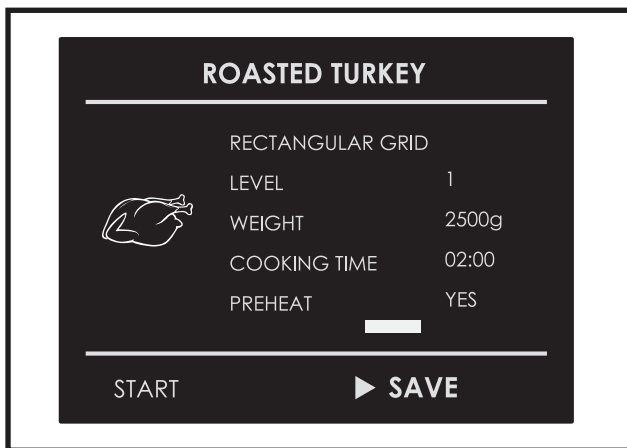 ROASTED TURKEY
RECTANGULAR GRID
LEVEL 1
WEIGHT 2500g
COOKING TIME 02:00
PREHEAT YES
START ▶ SAVE